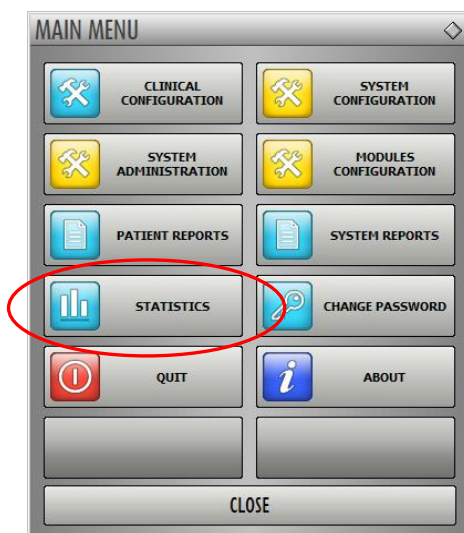 MAIN MENU
CLINICAL
CONFIGURATION
SYSTEM
CONFIGURATION
SYSTEM
ADMINISTRATION
MODULES
CONFIGURATION
PATIENT REPORTS
SYSTEM REPORTS
STATISTICS
CHANGE PASSWORD
QUIT
i
ABOUT
CLOSE